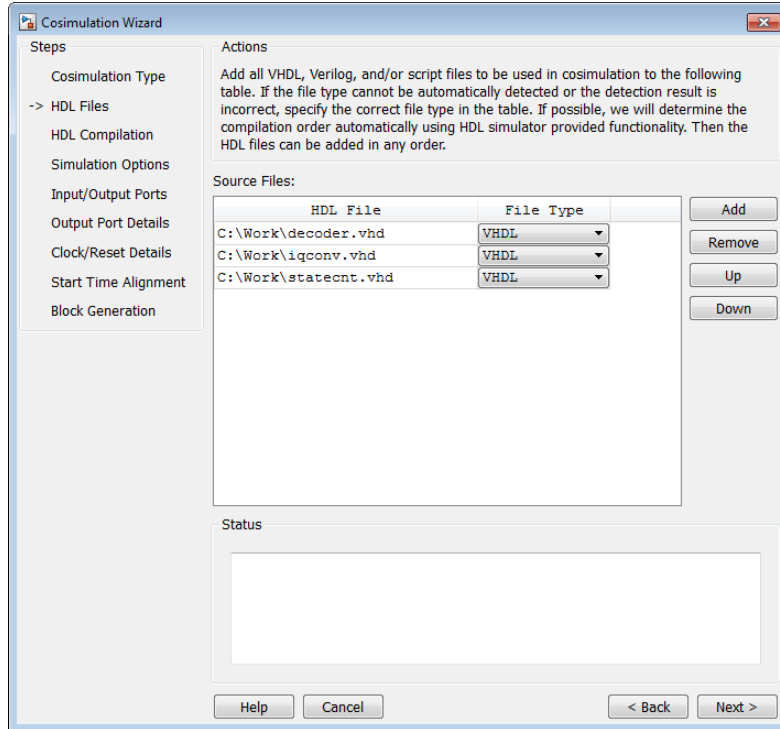 Cosimulation Wizard
Steps
Cosimulation Type
-> HDL Files
HDL Compilation
Simulation Options
Input/Output Ports
Output Port Details
Clock/Reset Details
Start Time Alignment
Block Generation
Actions
Add all VHDL, Verilog, and/or script files to be used in cosimulation to the following
table. If the file type cannot be automatically detected or the detection result is
incorrect, specify the correct file type in the table. If possible, we will determine the
compilation order automatically using HDL simulator provided functionality. Then the
HDL files can be added in any order.
Source Files:
HDL File File Type
C:\Work\decoder.vhd VHDL
C:\Work\iqconv.vhd VHDL
C:\Work\statecnt.vhd VHDL
Add
Remove
Up
Down
Status
Help Cancel < Back Next >